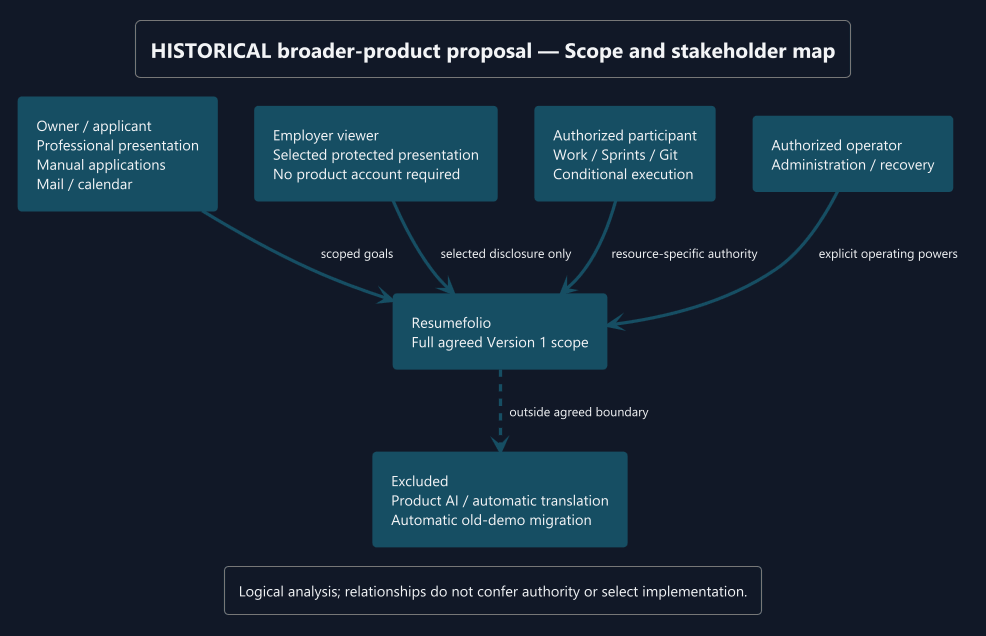 HISTORICAL broader-product proposal — Scope and stakeholder map
Owner / applicant
Professional presentation
Manual applications
Mail / calendar
Employer viewer
Selected protected presentation
No product account required
Authorized participant
Work / Sprints / Git
Conditional execution
Authorized operator
Administration / recovery
scoped goals
selected disclosure only
resource-specific authority
explicit operating powers
Resumefolio
Full agreed Version 1 scope
outside agreed boundary
Excluded
Product AI / automatic translation
Automatic old-demo migration
Logical analysis; relationships do not confer authority or select implementation.